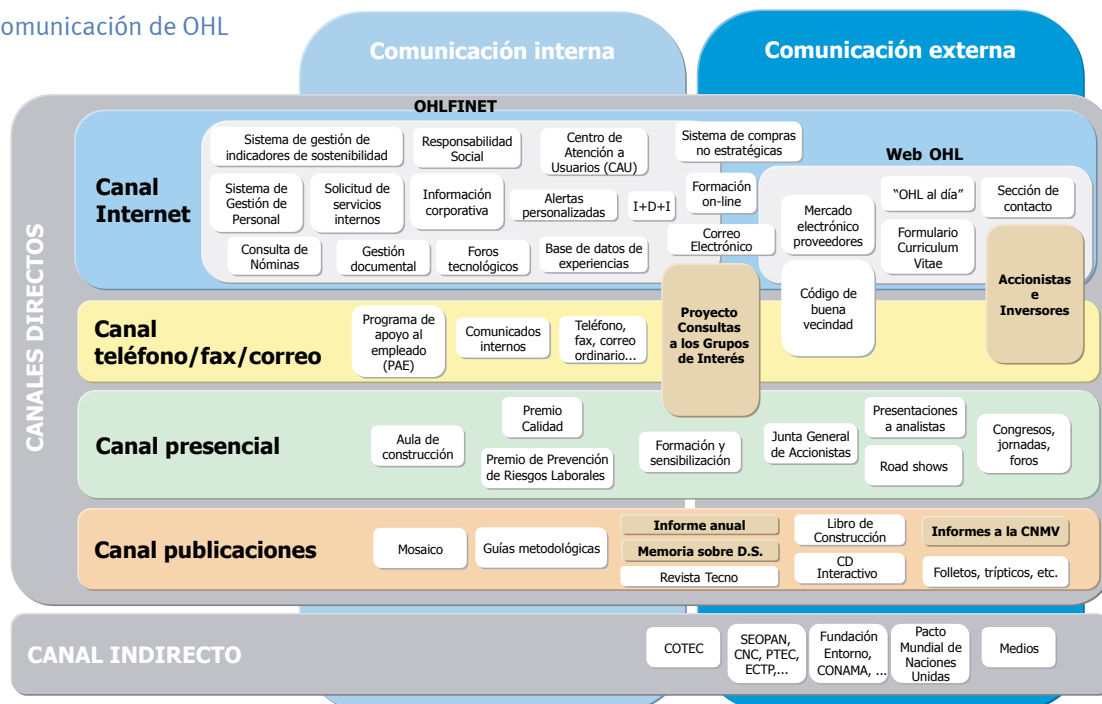 omunicación de OHL
Comunicación interna
Comunicación externa
CANALES DIRECTOS
OHLFINET
Canal
Internet
Sistema de gestión de
indicadores de sostenibilidad
Responsabilidad
Social
Centro de
Atención a
Usuarios (CAU)
Sistema de compras
no estratégicas
Sistema de
Gestión de
Personal
Solicitud de
servicios
internos
Información
corporativa
Alertas
personalizadas
I+D+I
Formación
on-line
Consulta de
Nóminas
Gestión
documental
Foros
tecnológicos
Base de datos de
experiencias
Correo
Electrónico
Web OHL
Mercado
electrónico
proveedores
"OHL al día"
Sección de
contacto
Formulario
Curriculum
Vitae
Código de
buena
vecindad
Accionistas
e
Inversores
Canal
teléfono/fax/correo
Programa de
apoyo al
empleado
(PAE)
Comunicados
internos
Teléfono,
fax, correo
ordinario...
Proyecto
Consultas
a los Grupos
de Interés
Canal presencial
Aula de
construcción
Premio
Calidad
Premio de Prevención
de Riesgos Laborales
Formación y
sensibilización
Junta General
de Accionistas
Presentaciones
a analistas
Road shows
Congresos,
jornadas,
foros
Canal publicaciones
Mosaico
Guías metodológicas
Informe anual
Memoria sobre D.S.
Revista Tecno
Libro de
Construcción
CD
Interactivo
Informes a la CNMV
Folletos, trípticos, etc.
CANAL INDIRECTO
COTEC
SEOPAN,
CNC, PTEC,
ECTP,...
Fundación
Entorno,
CONAMA, ...
Pacto
Mundial de
Naciones
Unidas
Medios